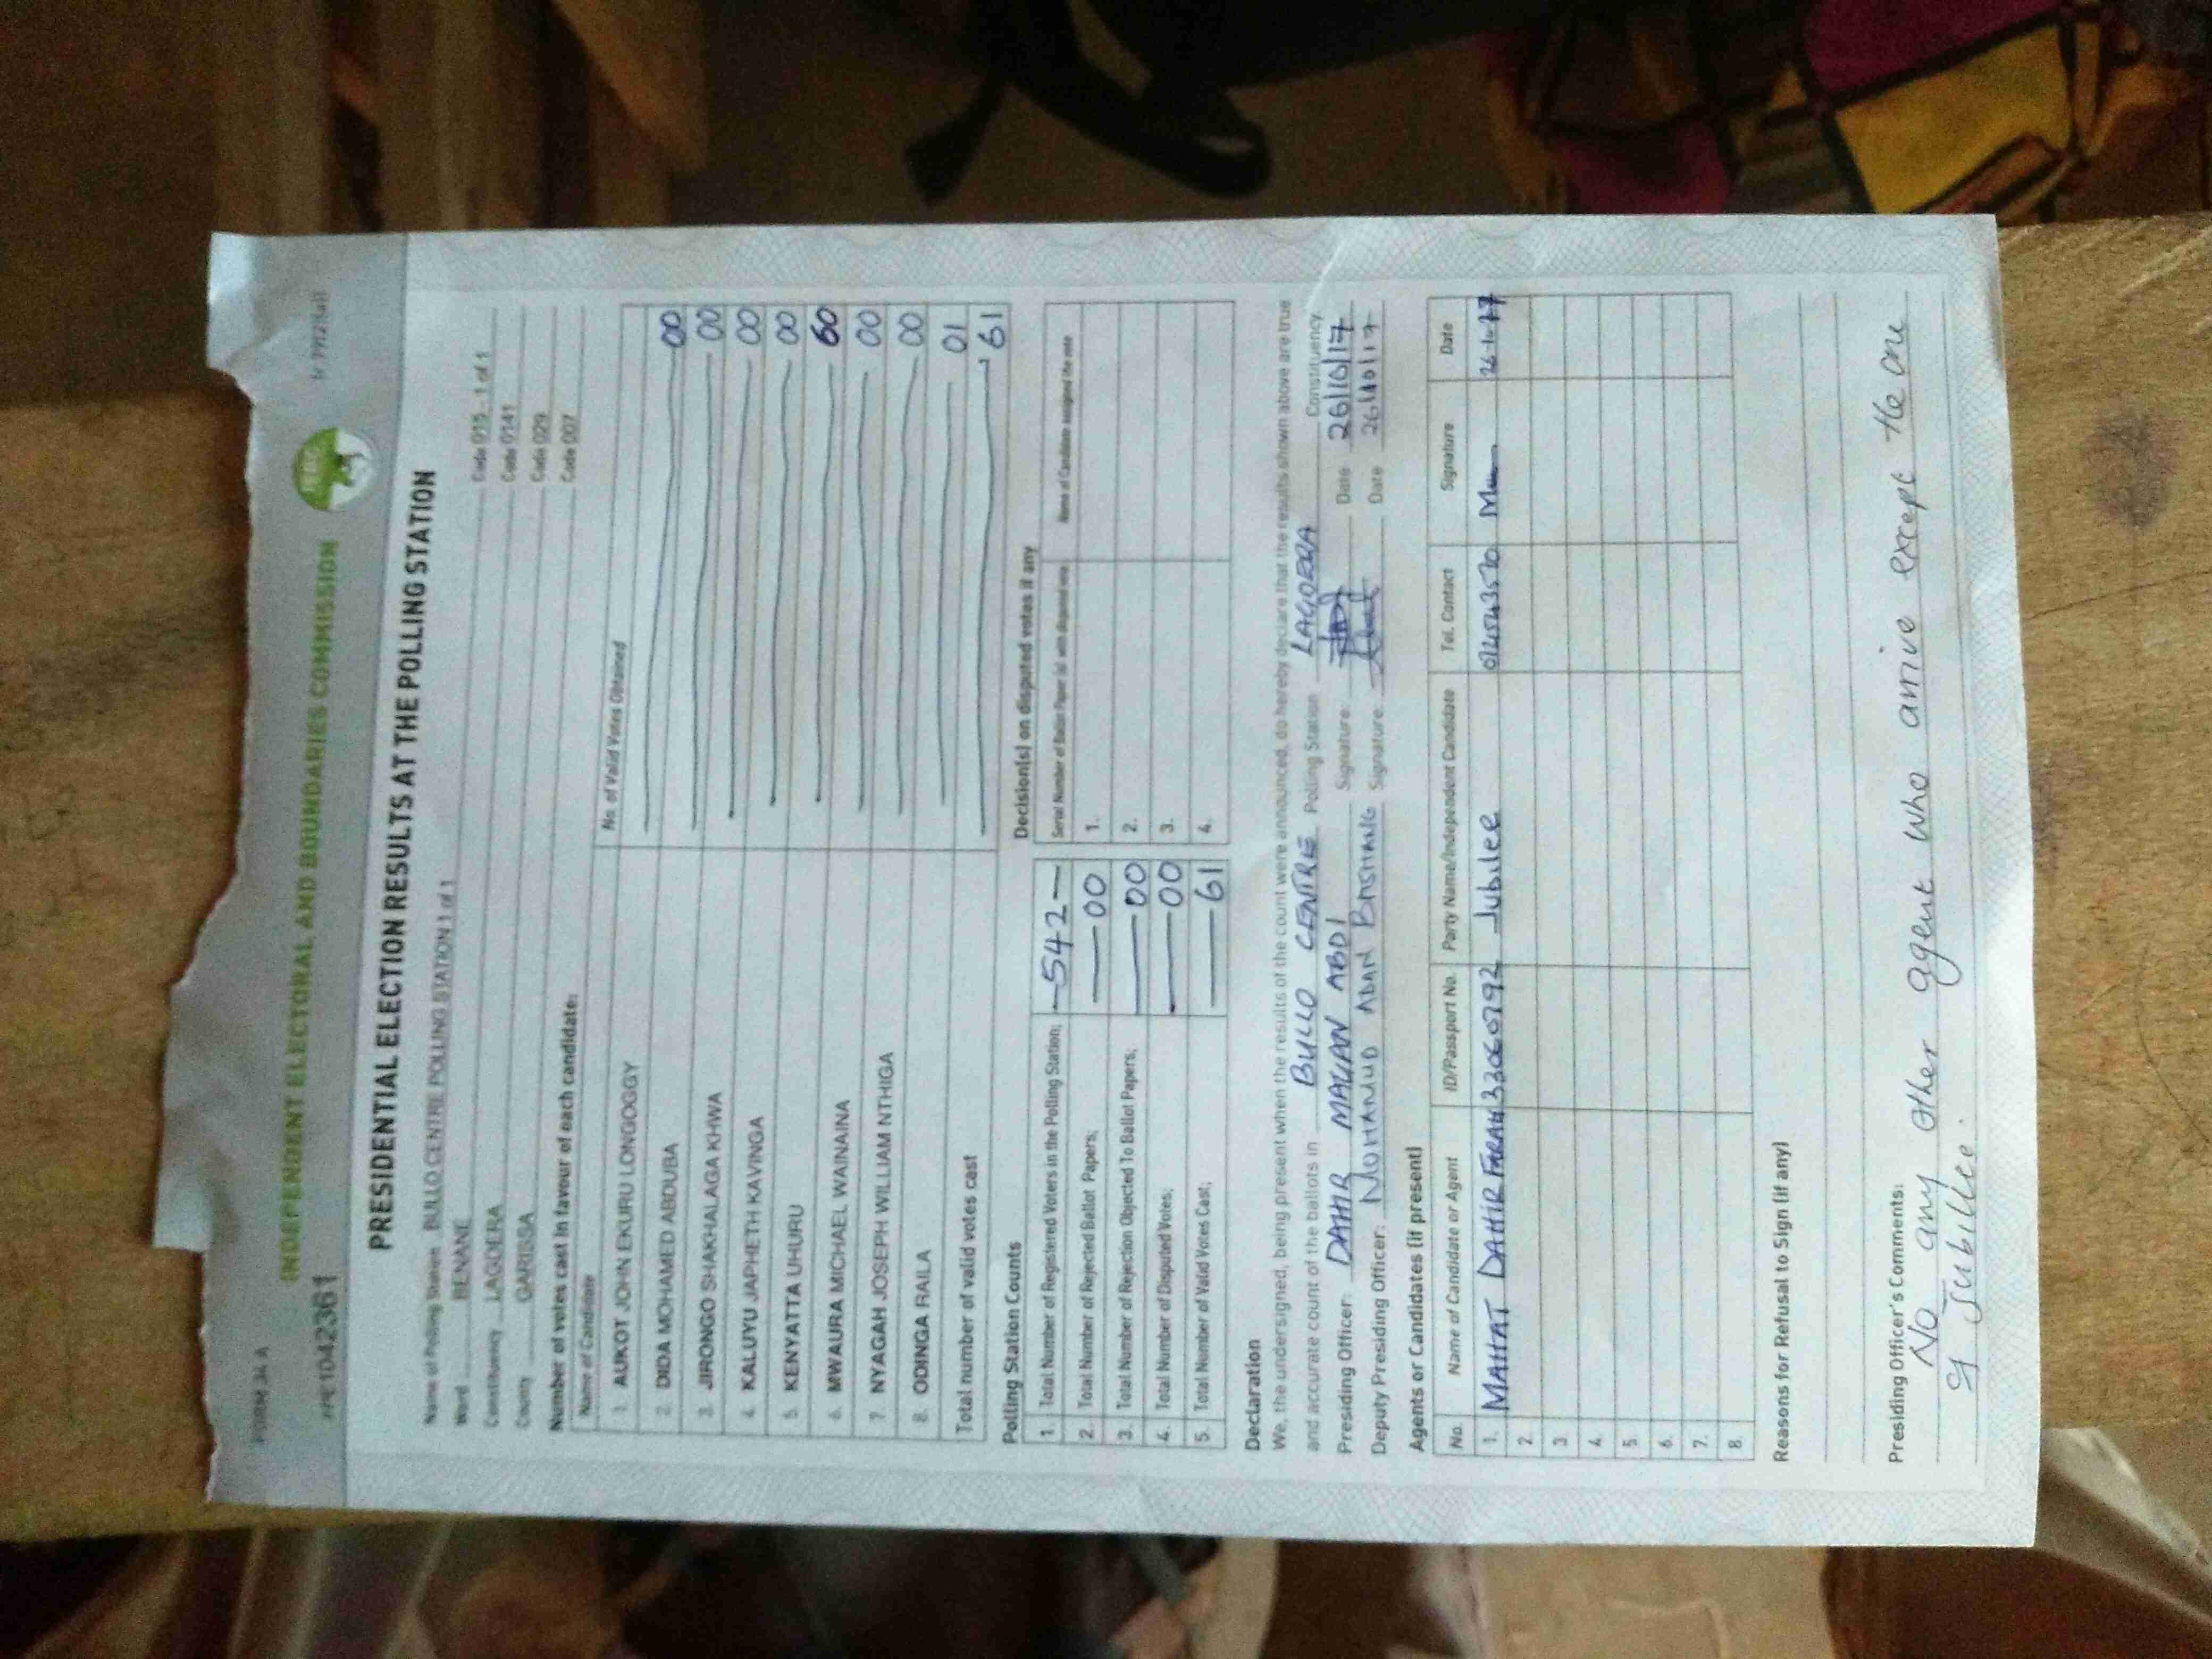 FORM 34 A
INDEPENDENT ELECTORAL AND BOUNDARIES COMMISSION
IEBC
PRESIDENTIAL ELECTION RESULTS AT THE POLLING STATION
Name of Polling Station BULLO CENTRE POLLING STATION 1 of 1 Code 015 - 1 of 1
Ward BENANE Code 0141
Constituency LAGDERA Code 029
County GARISSA Code 007
Number of votes cast in favour of each candidate:
Name of Candidate No. of Valid Votes Obtained
1. AUKOT JOHN EKURU LONGOGGY 00
2. DIDA MOHAMED ABDUBA 00
3. JIRONGO SHAKHALAGA KHWA 00
4. KALUYU JAPHETH KAVINGA 00
5. KENYATTA UHURU 60
6. MWAURA MICHAEL WAINAINA 00
7. NYAGAH JOSEPH WILLIAM NTHIGA 00
8. ODINGA RAILA 01
Total number of valid votes cast 61
Polling Station Counts Decision(s) on disputed votes if any
Serial Number of Ballot Paper (s) with disputed vote Name of Candidate assigned the vote
1. Total Number of Registered Voters in the Polling Station; 542 1.
2. Total Number of Rejected Ballot Papers; 00 2.
3. Total Number of Rejection Objected To Ballot Papers; 00 3.
4. Total Number of Disputed Votes; 00 4.
5. Total Number of Valid Votes Cast; 61
Declaration
We, the undersigned, being present when the results of the count were announced, do hereby declare that the results shown above are true
and accurate count of the ballots in BULLO CENTRE Polling Station LAGDERA Constituency
Presiding Officer: DAHIR MALIAN ABDI Signature: Date 26/10/17
Deputy Presiding Officer: MOHAMUD ADAN Signature: Date 26/10/17
Agents or Candidates (if present)
No. Name of Candidate or Agent ID/Passport No. Party Name/Independent Candidate Tel. Contact Signature Date
1. MAHAT DAHIR FARAH Jubilee
2.
3
4
5
6.
7.
8.
Reasons for Refusal to Sign (if any)
Presiding Officer's Comments:
No any other agent who arrive except the one
of Jubillee.